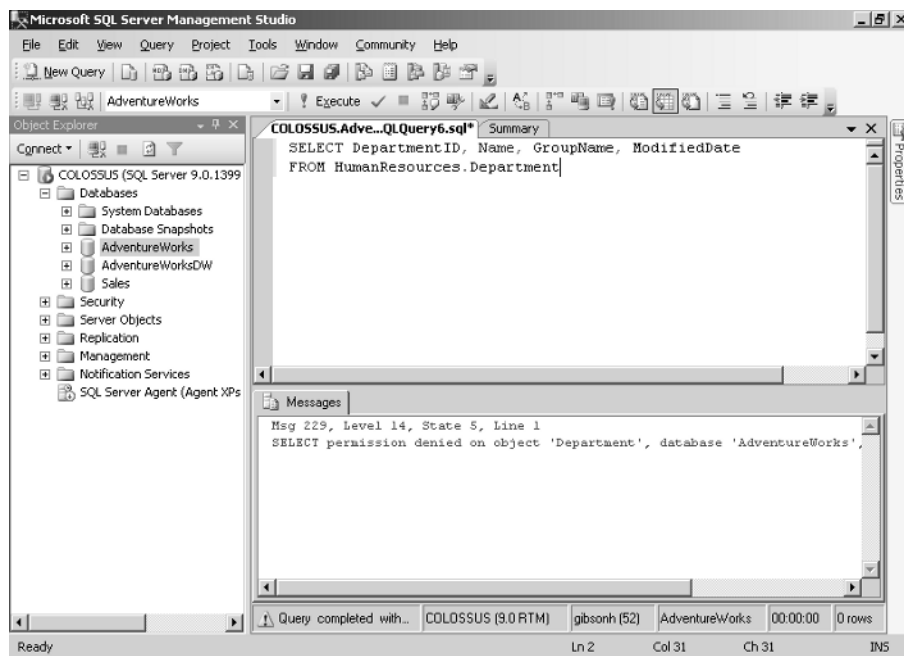 Microsoft SQL Server Management Studio
File Edit View Query Project Tools Window Community Help
New Query
AdventureWorks
Execute
Object Explorer
COLOSSUS.Adve...QLQuery6.sql*
Summary
Properties
Connect
SELECT DepartmentID, Name, GroupName, ModifiedDate
FROM HumanResources.Department
COLOSSUS (SQL Server 9.0.1399
Databases
System Databases
Database Snapshots
AdventureWorks
AdventureWorksDW
Sales
Security
Server Objects
Replication
Management
Notification Services
SQL Server Agent (Agent XPs
Messages
Msg 229, Level 14, State 5, Line 1
SELECT permission denied on object 'Department', database 'AdventureWorks',
Query completed with... COLOSSUS (9.0 RTM) gibsonh (52) AdventureWorks 00:00:00 0 rows
Ready Ln 2 Col 31 Ch 31 INS